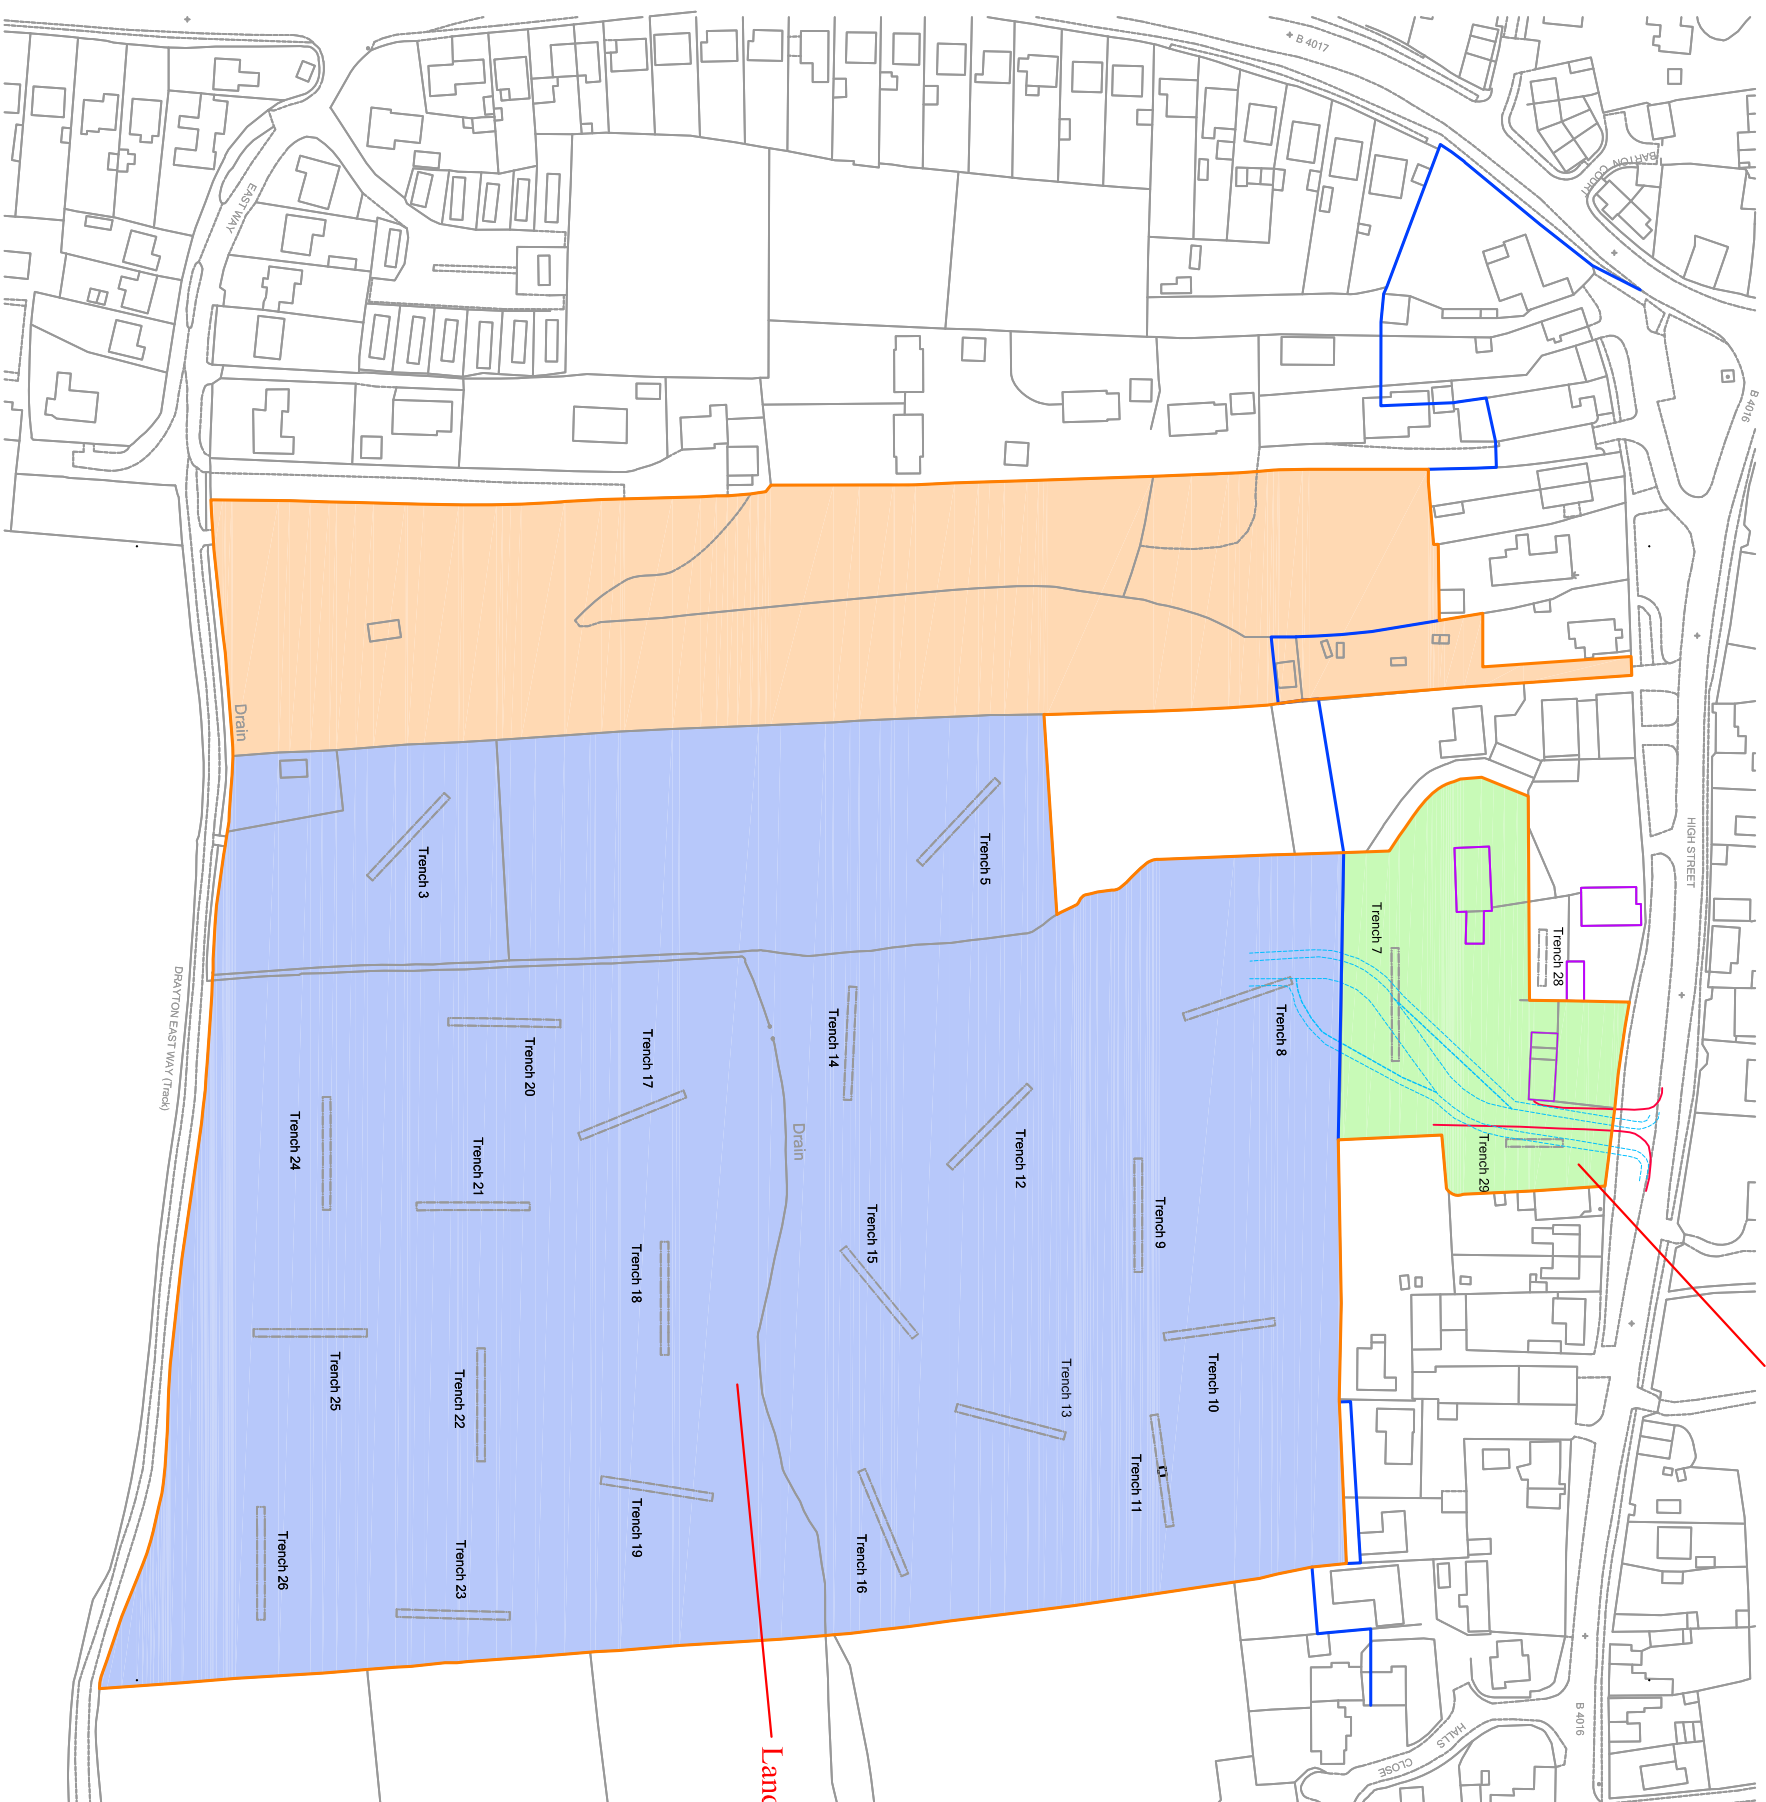 B 4017
BARTON COURT
EAST WAY
B 4016
Drain
HIGH STREET
Trench 3
Trench 5
Trench 7
Trench 28
DRAYTON EAST WAY (Track)
Trench 14
Trench 8
Trench 20
Trench 17
Trench 24
Trench 21
Drain
Trench 12
Trench 29
Trench 9
Trench 15
Trench 18
Trench 25
Trench 22
Trench 13
Trench 10
Trench 11
Trench 19
Trench 26
Trench 23
Trench 16
B 4016
HALLS
CLOSE